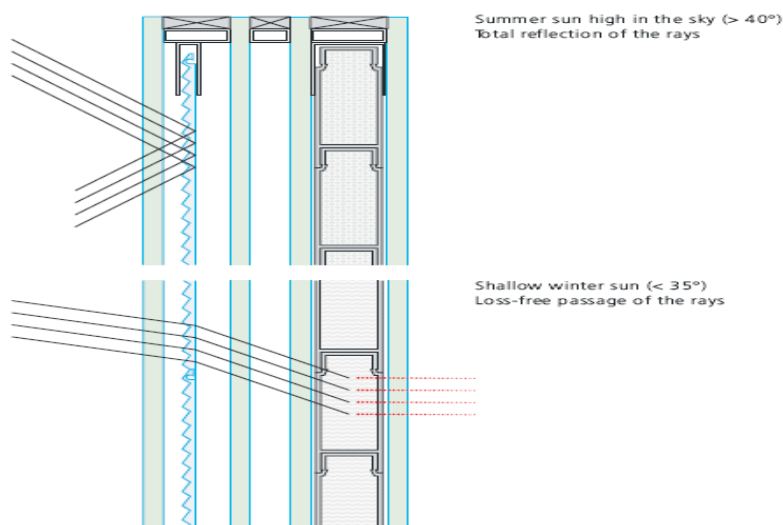 Summer sun high in the sky (> 40°)
Total reflection of the rays
Shallow winter sun (< 35°)
Loss-free passage of the rays